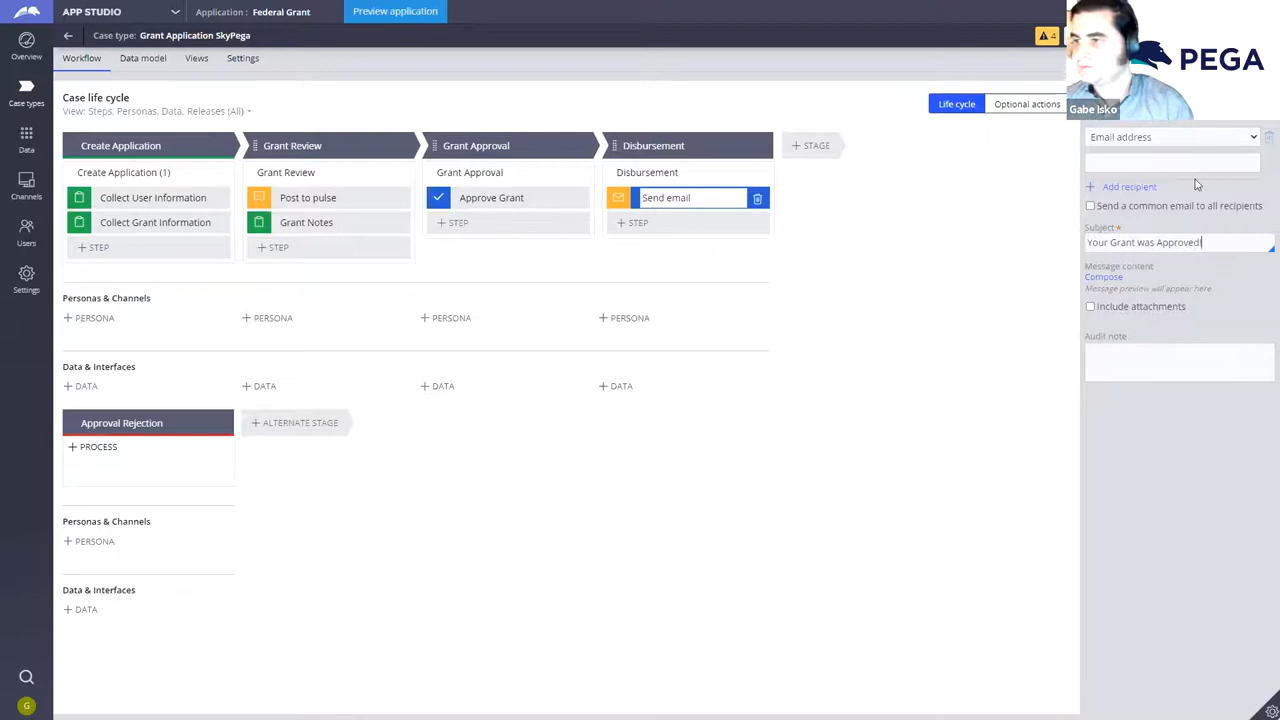 APP STUDIO
Application : Federal Grant
Preview application
Case type: Grant Application SkyPega
4
PEGA
Gabe Isko
Overview
Case types
Data
Channels
Users
Settings
G
Workflow
Data model
Views
Settings
Case life cycle
View: Steps, Personas, Data, Releases (All)
Life cycle
Optional actions
Create Application
Grant Review
Grant Approval
Disbursement
+ STAGE
Create Application (1)
Grant Review
Grant Approval
Disbursement
Collect User Information
Post to pulse
Approve Grant
Send email
Collect Grant Information
Grant Notes
+ STEP
+ STEP
+ STEP
+ STEP
Personas & Channels
+ PERSONA
+ PERSONA
+ PERSONA
+ PERSONA
Data & Interfaces
+ DATA
+ DATA
+ DATA
+ DATA
Approval Rejection
+ ALTERNATE STAGE
+ PROCESS
Personas & Channels
+ PERSONA
Data & Interfaces
+ DATA
Email address
+ Add recipient
Send a common email to all recipients
Subject*
Your Grant was Approved!
Message content
Compose
Message preview will appear here
Include attachments
Audit note